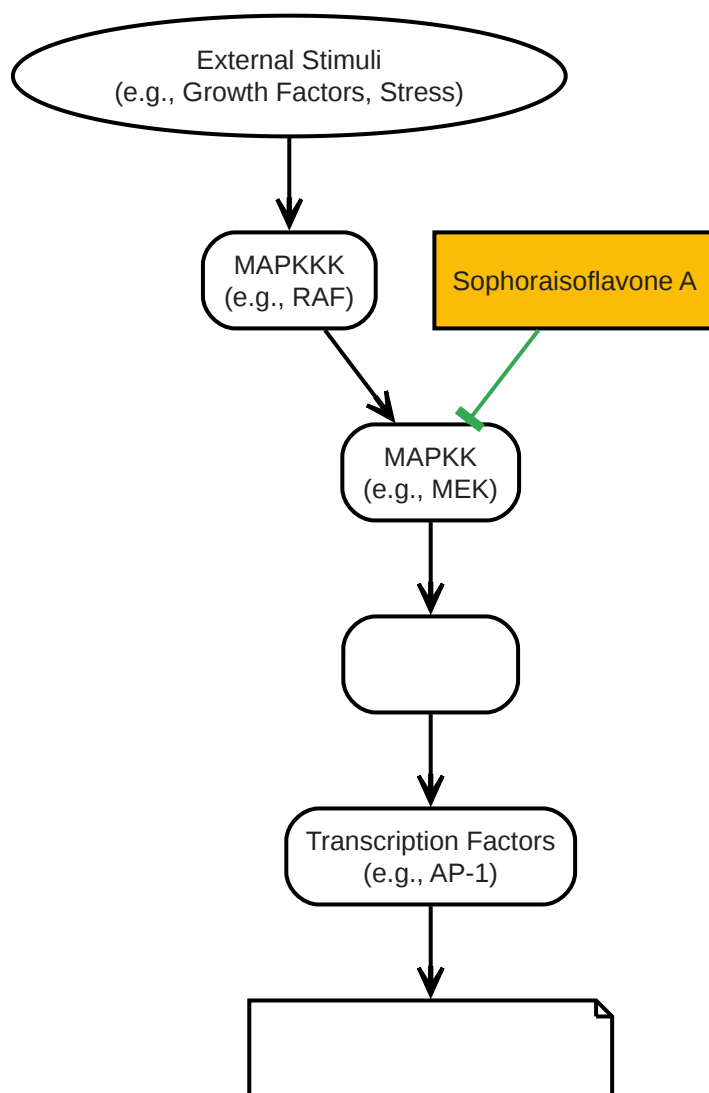 External Stimuli
(e.g., Growth Factors, Stress)
MAPKKK
(e.g., RAF)
Sophoraisoflavone A
MAPKK
(e.g., MEK)
Transcription Factors
(e.g., AP-1)